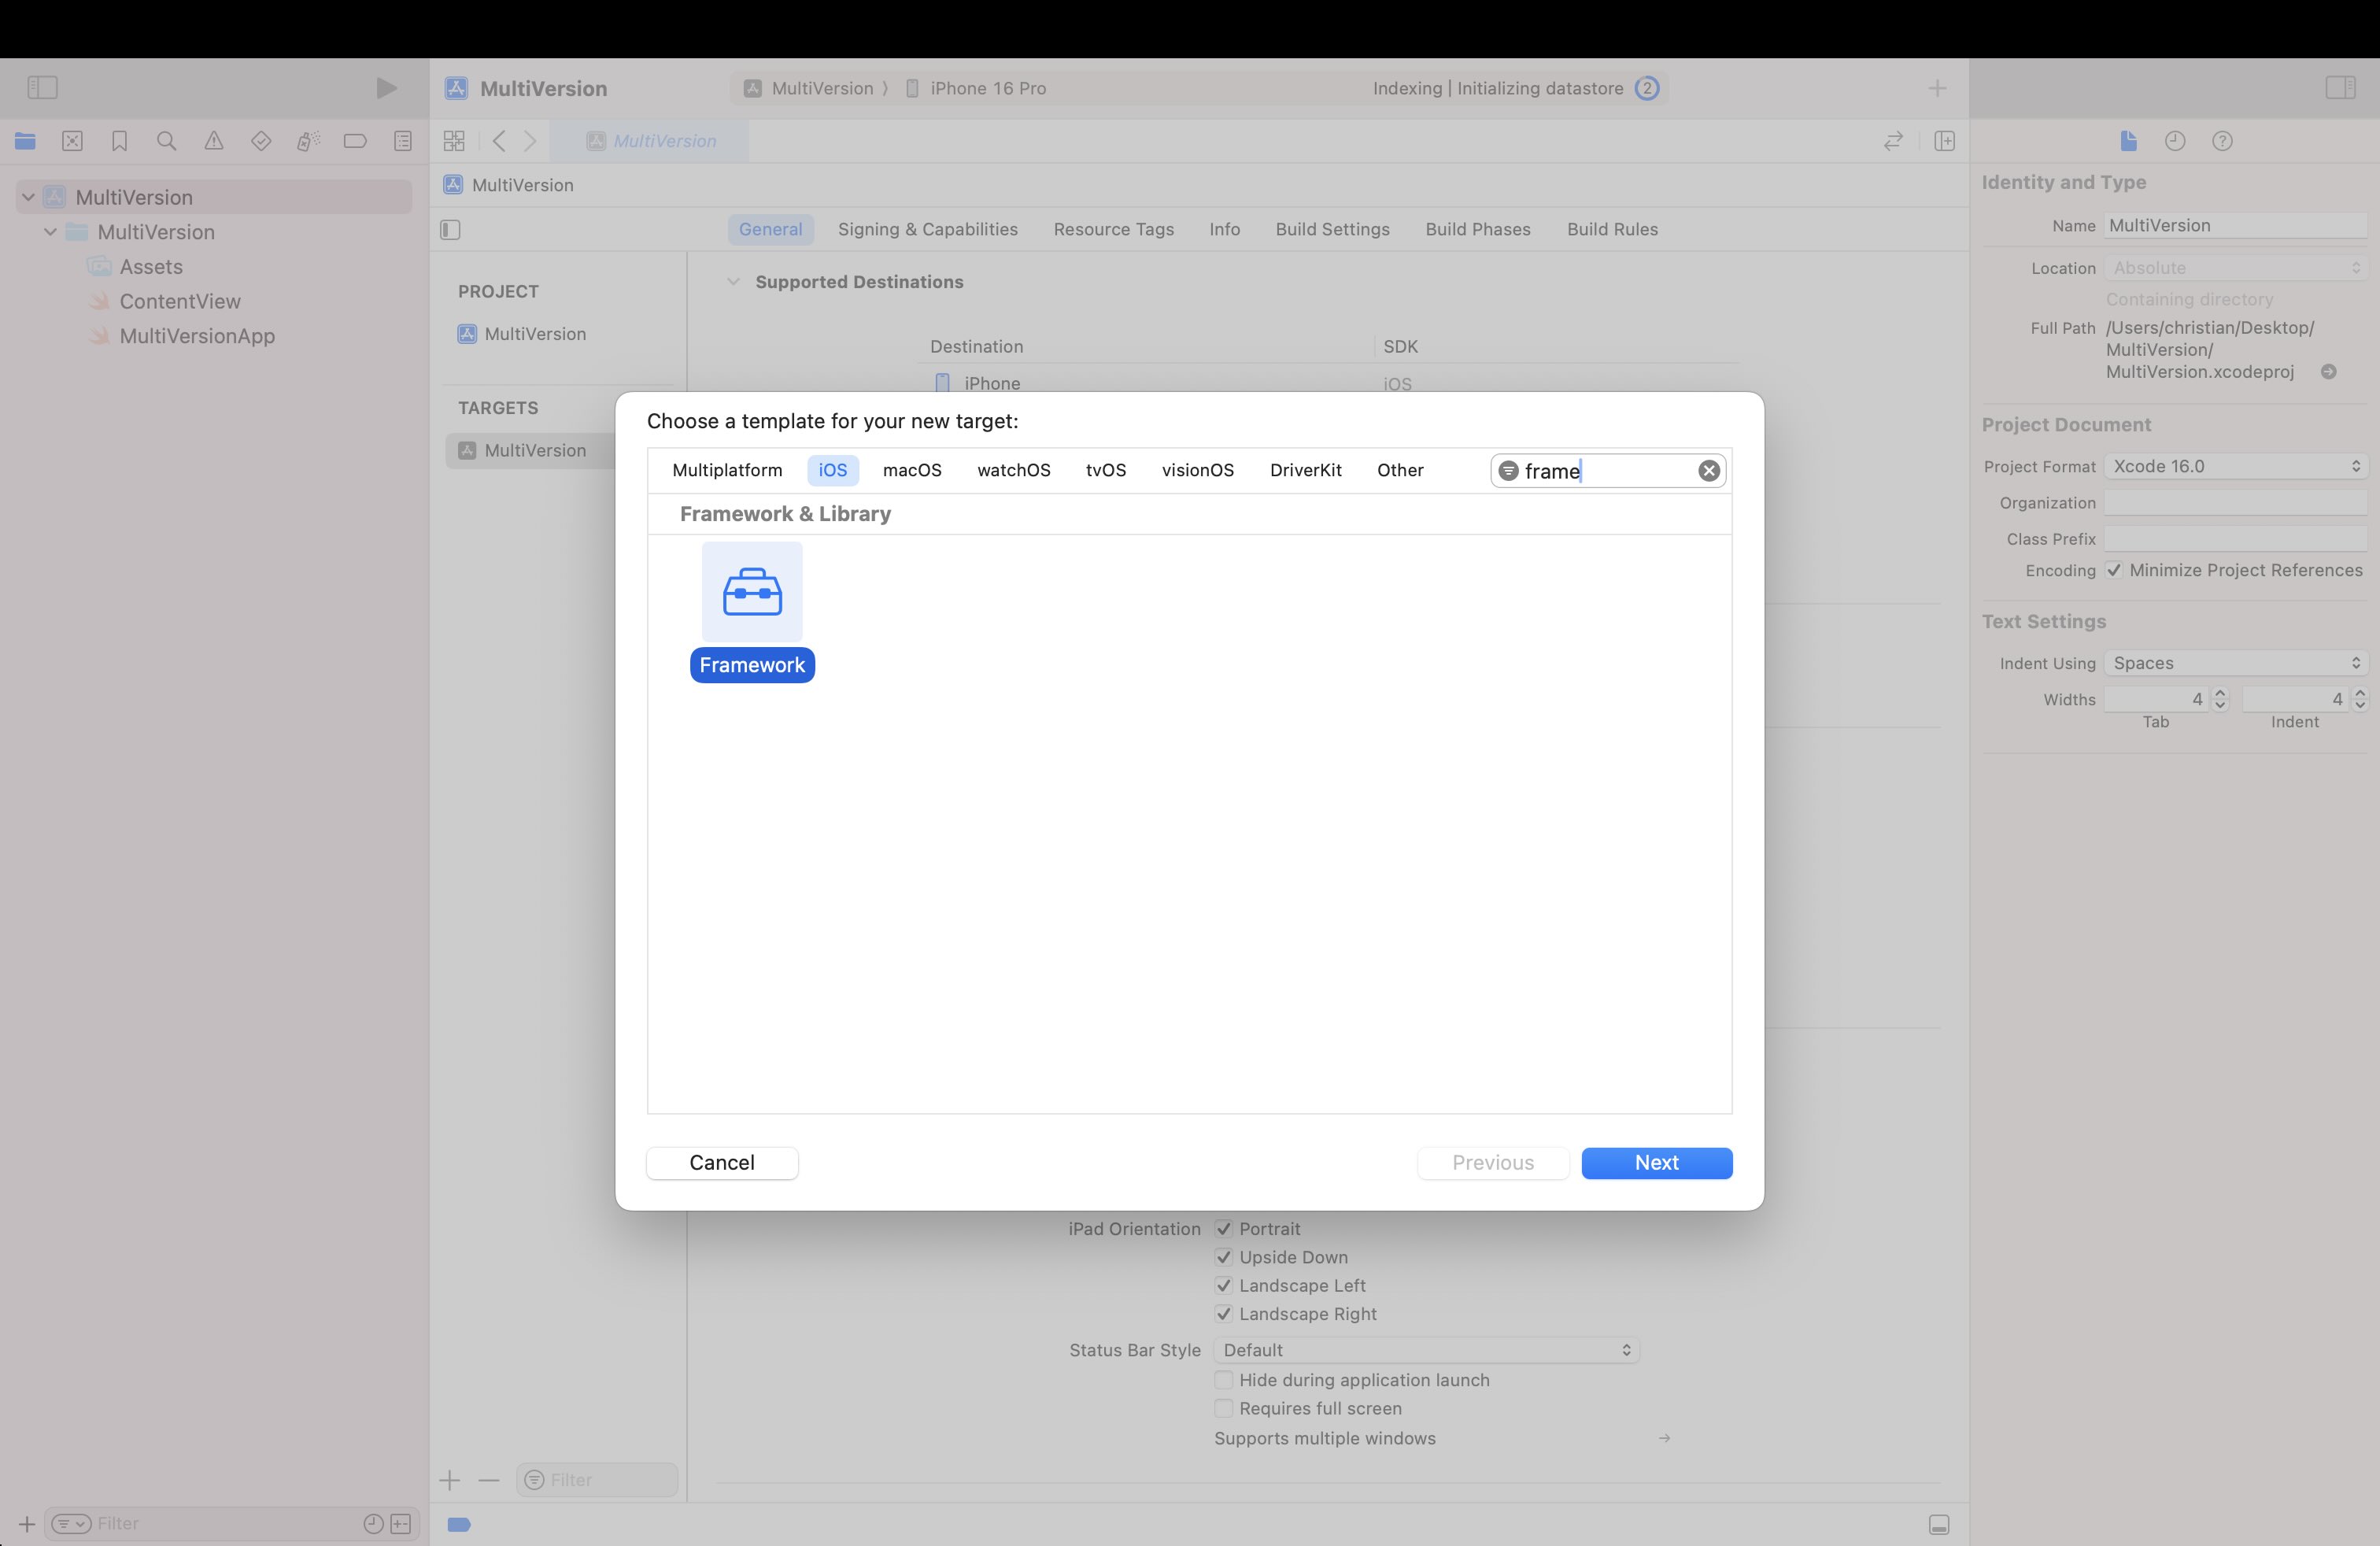 MultiVersion
MultiVersion
iPhone 16 Pro
Indexing | Initializing datastore
2
MultiVersion
MultiVersion
General
Signing & Capabilities
Resource Tags
Info
Build Settings
Build Phases
Build Rules
MultiVersion
MultiVersion
Assets
ContentView
MultiVersionApp
PROJECT
MultiVersion
TARGETS
MultiVersion
Supported Destinations
Destination
SDK
iPhone
iOS
Choose a template for your new target:
Multiplatform
iOS
macOS
watchOS
tvOS
visionOS
DriverKit
Other
frame
Framework & Library
Framework
Cancel
Previous
Next
iPad Orientation
Portrait
Upside Down
Landscape Left
Landscape Right
Status Bar Style
Default
Hide during application launch
Requires full screen
Supports multiple windows
Filter
Filter
Identity and Type
Name
MultiVersion
Location
Absolute
Containing directory
Full Path
/Users/christian/Desktop/
MultiVersion/
MultiVersion.xcodeproj
Project Document
Project Format
Xcode 16.0
Organization
Class Prefix
Encoding
Minimize Project References
Text Settings
Indent Using
Spaces
Widths
4
4
Tab
Indent